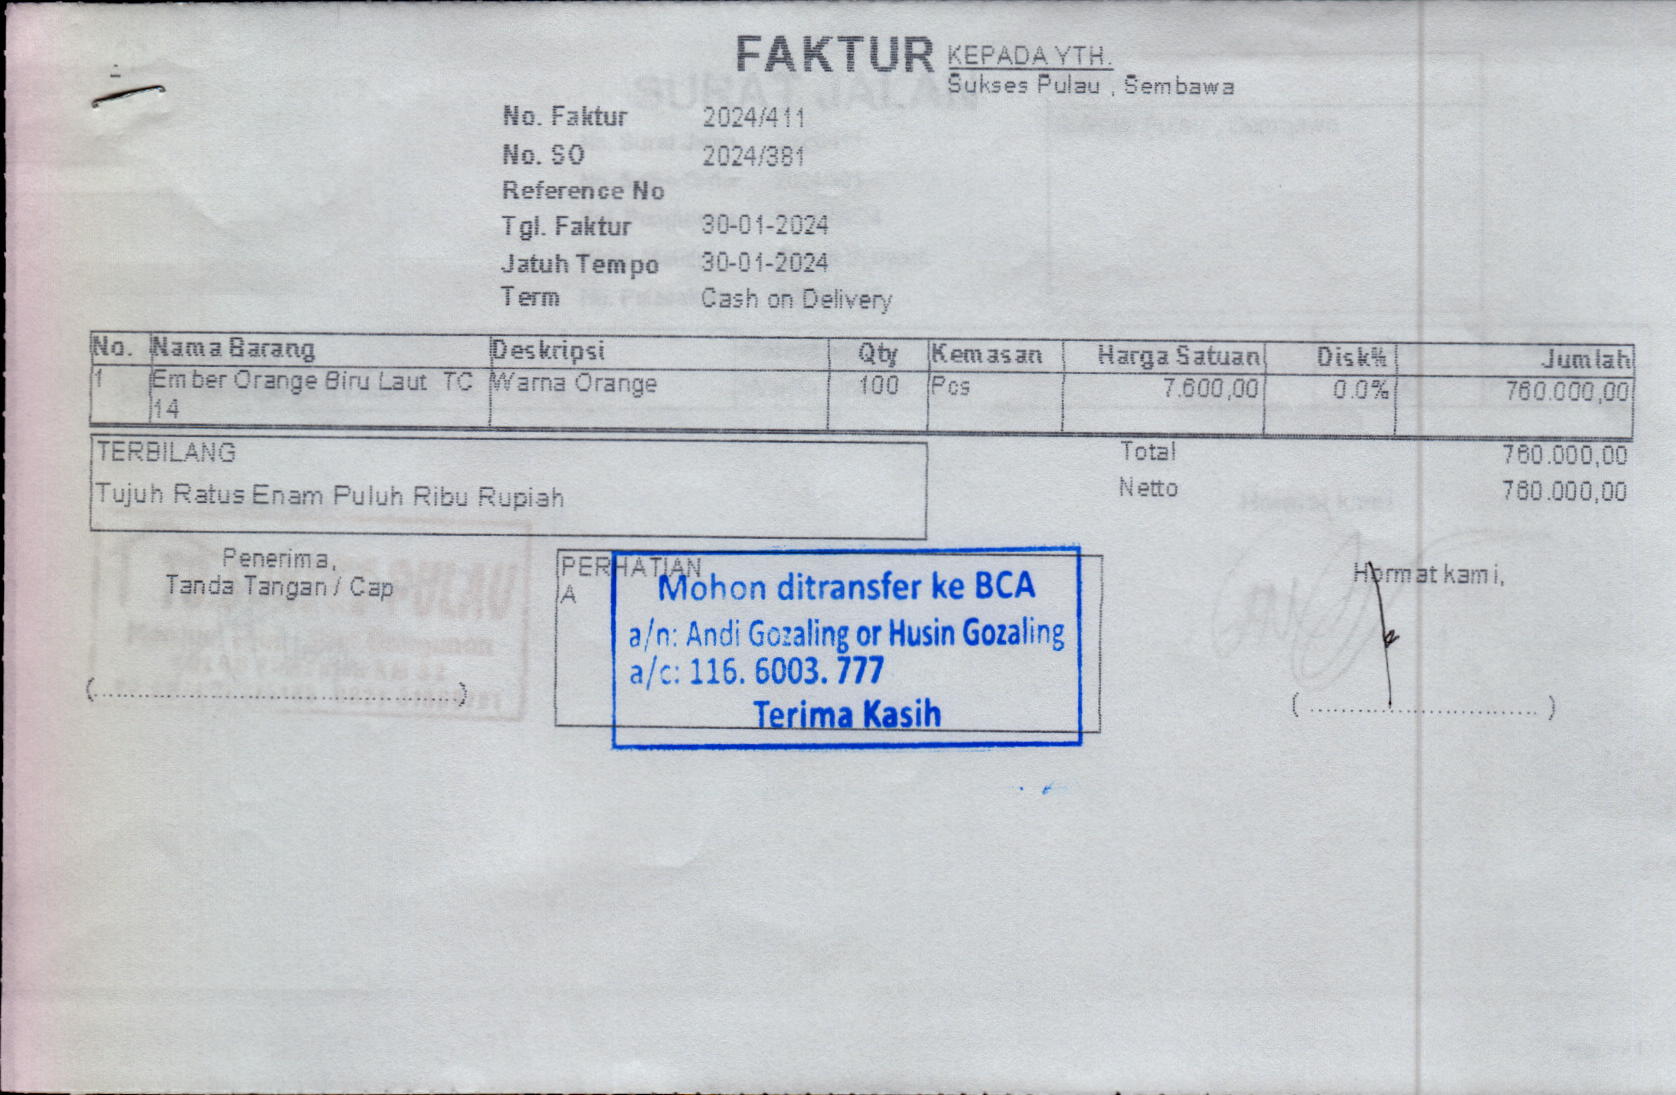 FAKTUR
KEPADA YTH.
Sukses Pulau , Sembawa
No. Faktur 2024/411
No. SO 2024/381
Reference No
Tgl. Faktur 30-01-2024
Jatuh Tempo 30-01-2024
Term Cash on Delivery
No. Nama Barang Deskripsi Qty Kemasan Harga Satuan Disk% Jumlah
1 Ember Orange Biru Laut TC Warna Orange 100 Pcs 7.600,00 0.0% 760.000,00
14
TERBILANG
Tujuh Ratus Enam Puluh Ribu Rupiah
Total 760.000,00
Netto 760.000,00
Penerima,
Tanda Tangan / Cap
(........................................................)
PERHATIAN
A
Mohon ditransfer ke BCA
a/n: Andi Gozaling or Husin Gozaling
a/c: 116. 6003. 777
Terima Kasih
Hormat kami,
( ................................... )